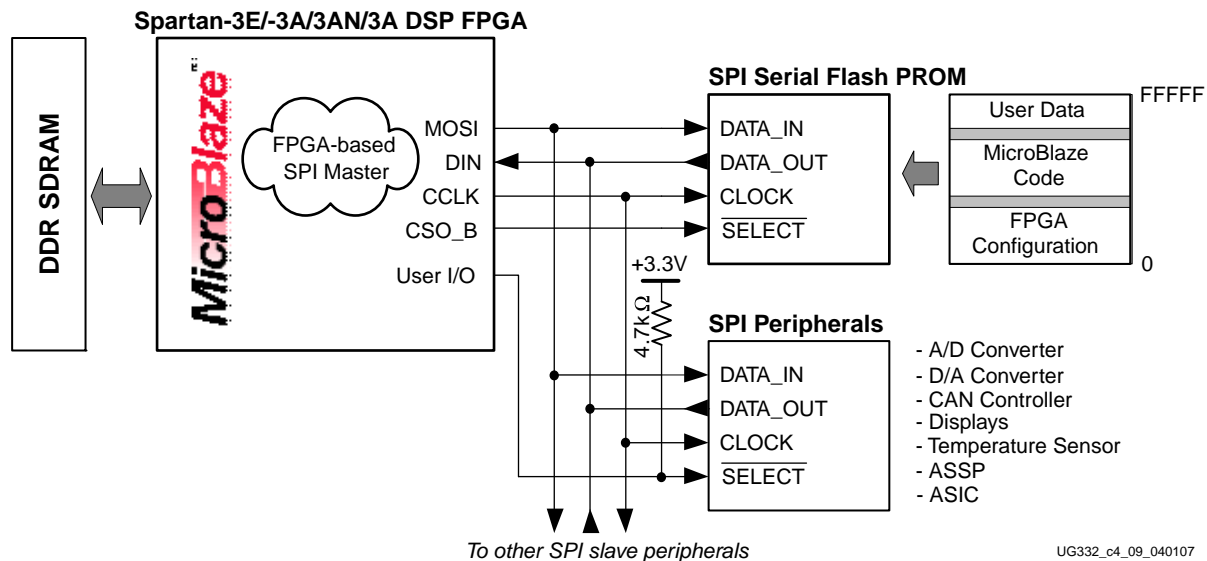 Spartan-3E/-3A/3AN/3A DSP FPGA
DDR SDRAM
MicroBlaze™
FPGA-based
SPI Master
MOSI
DIN
CCLK
CSO_B
User I/O
SPI Serial Flash PROM
DATA_IN
DATA_OUT
CLOCK
SELECT
User Data
MicroBlaze
Code
FPGA
Configuration
FFFFF
0
+3.3V
4.7kΩ
SPI Peripherals
DATA_IN
DATA_OUT
CLOCK
SELECT
- A/D Converter
- D/A Converter
- CAN Controller
- Displays
- Temperature Sensor
- ASSP
- ASIC
To other SPI slave peripherals
UG332_c4_09_040107